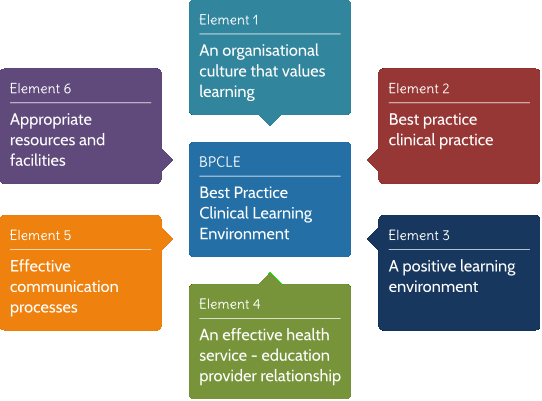 Element 1
An organisational
culture that values
learning
Element 6
Appropriate
resources and
facilities
Element 2
Best practice
clinical practice
BPCLE
Best Practice
Clinical Learning
Environment
Element 5
Effective
communication
processes
Element 3
A positive learning
environment
Element 4
An effective health
service - education
provider relationship